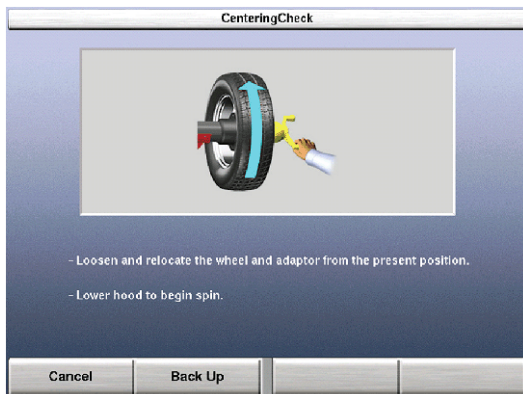 CenteringCheck
- Loosen and relocate the wheel and adaptor from the present position.
- Lower hood to begin spin.
Cancel
Back Up